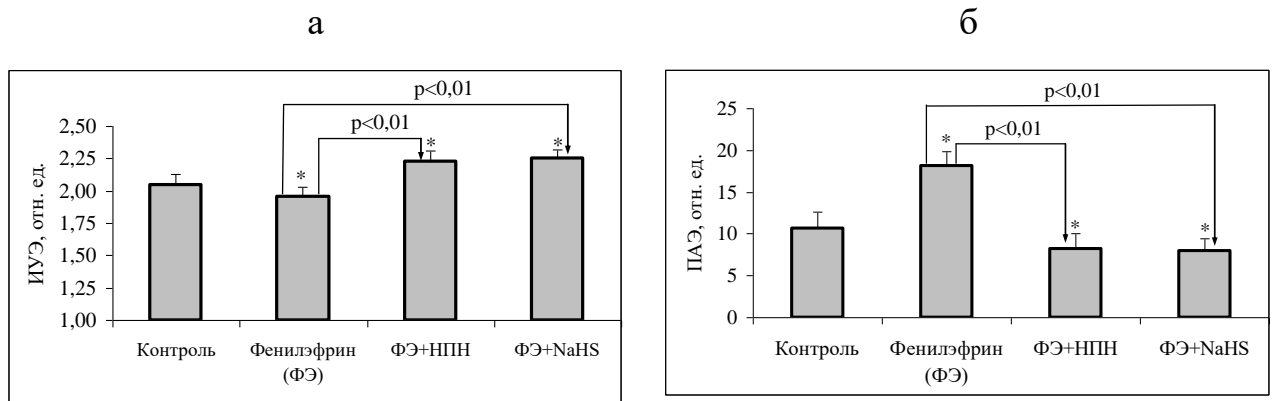 а
p<0,01
p<0,01
ИУЭ, отн. ед.
2,50
2,25
2,00
1,75
1,50
1,25
1,00
*
*
*
Контроль
Фенилэфрин
(ФЭ)
ФЭ+НПН
ФЭ+NaHS
б
p<0,01
p<0,01
ПАЭ, отн. ед.
25
20
15
10
5
0
*
*
*
Контроль
Фенилэфрин
(ФЭ)
ФЭ+НПН
ФЭ+NaHS